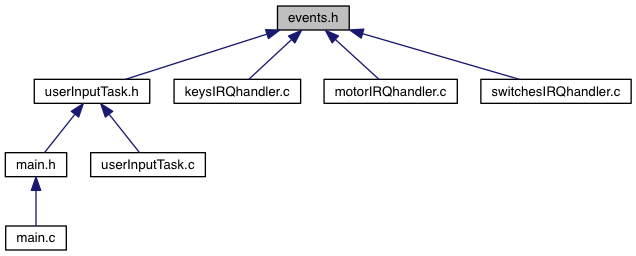 events.h
userInputTask.h
keysIRQhandler.c
motorIRQhandler.c
switchesIRQhandler.c
main.h
userInputTask.c
main.c